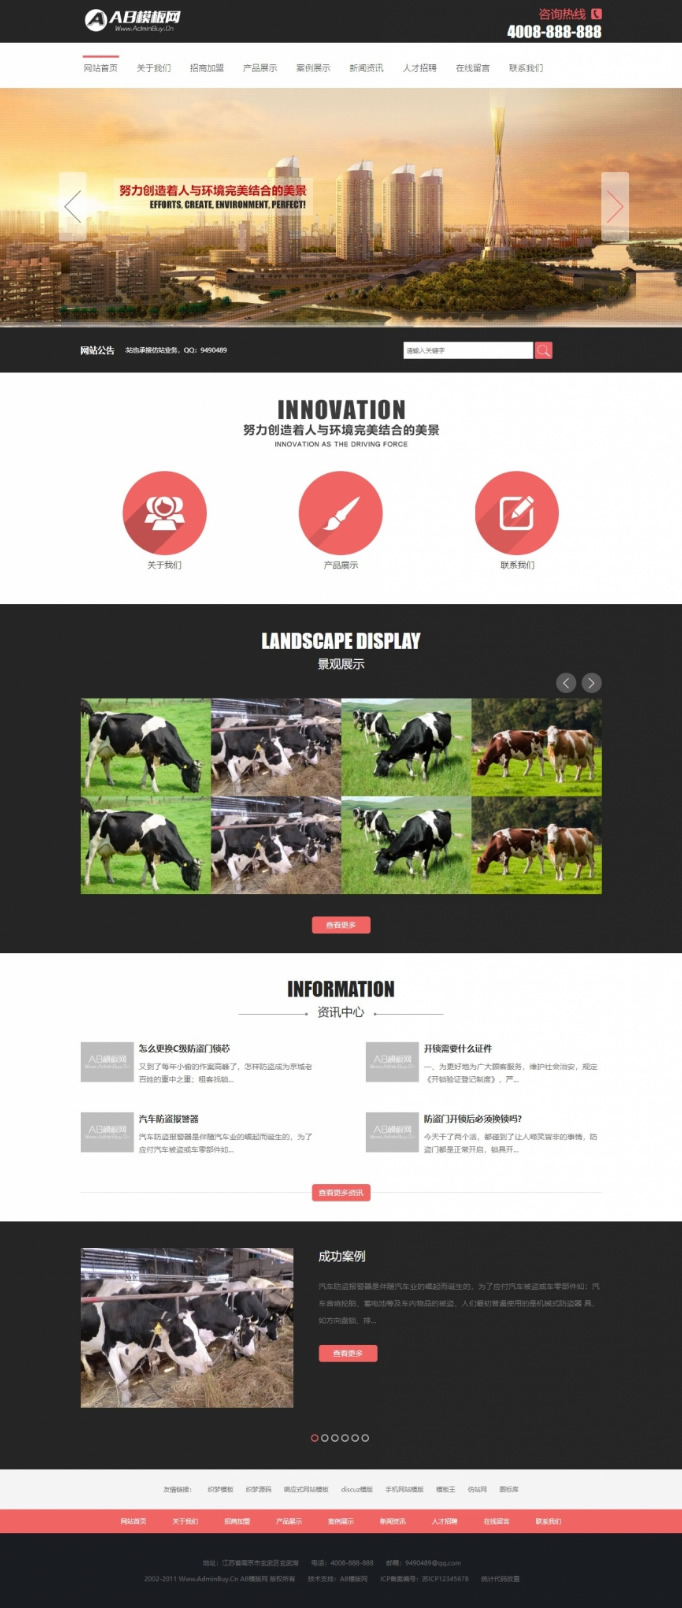 AB模板网
Www.AdminBuy.Cn
咨询热线
4008-888-888
网站首页 关于我们 招商加盟 产品展示 案例展示 新闻资讯 人才招聘 在线留言 联系我们
努力创造着人与环境完美结合的美景
EFFORTS, CREATE, ENVIRONMENT, PERFECT!
网站公告 站由承接仿站业务，QQ：9490489
请输入关键字
INNOVATION
努力创造着人与环境完美结合的美景
INNOVATION AS THE DRIVING FORCE
关于我们 产品展示 联系我们
LANDSCAPE DISPLAY
景观展示
查看更多
INFORMATION
资讯中心
AB模板网
Www.AdminBuy.Cn
怎么更换C级防盗门锁芯
又到了每年小偷的作案高峰了，怎样防盗成为京城老
百姓的重中之重；租客找锁...
AB模板网
Www.AdminBuy.Cn
开锁需要什么证件
一、为更好地为广大顾客服务，维护社会治安，规定
《开锁验证登记制度》，严...
AB模板网
Www.AdminBuy.Cn
汽车防盗报警器
汽车防盗报警器是伴随汽车业的崛起而诞生的，为了
应付汽车被盗或车零部件如...
AB模板网
Www.AdminBuy.Cn
防盗门开锁后必须换锁吗?
今天干了两个活，都碰到了让人啼笑皆非的事情，防
盗门都是正常开启，锁具开...
查看更多资讯
成功案例
汽车防盗报警器是伴随汽车业的崛起而诞生的，为了应付汽车被盗或车零部件如：汽
车音响轮胎、蓄电池等及车内物品的被盗，人们最初普遍使用的是机械式防盗器 具，
如方向盘锁、排...
查看更多
友情链接： 织梦模板 织梦源码 响应式网站模板 discuz模板 手机网站模板 模板王 仿站网 图标库
网站首页 关于我们 招商加盟 产品展示 案例展示 新闻资讯 人才招聘 在线留言 联系我们
地址：江苏省南京市玄武区玄武湖 电话：4008-888-888 邮箱：9490489@qq.com
2002-2011 Www.AdminBuy.Cn AB模板网 版权所有 技术支持：AB模板网 ICP备案编号：苏ICP12345678 统计代码放置